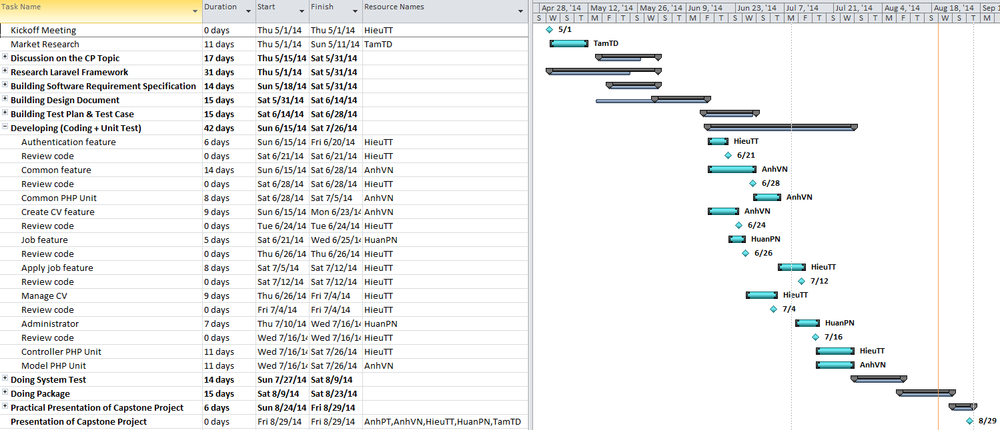 Task Name Duration Start Finish Resource Names
Apr 28, '14 May 12, '14 May 26, '14 Jun 9, '14 Jun 23, '14 Jul 7, '14 Jul 21, '14 Aug 4, '14 Aug 18, '14 Sep 1
S W S T M F T S W S T M F T S W S T M F T S W S T M F T S W S T M
Kickoff Meeting 0 days Thu 5/1/14 Thu 5/1/14 HieuTT 5/1
Market Research 11 days Thu 5/1/14 Sun 5/11/14 TamTD TamTD
Discussion on the CP Topic 17 days Thu 5/15/14 Sat 5/31/14
Research Laravel Framework 31 days Thu 5/1/14 Sat 5/31/14
Building Software Requirement Specification 14 days Sun 5/18/14 Sat 5/31/14
Building Design Document 15 days Sat 5/31/14 Sat 6/14/14
Building Test Plan & Test Case 15 days Sat 6/14/14 Sat 6/28/14
Developing (Coding + Unit Test) 42 days Sun 6/15/14 Sat 7/26/14
Authentication feature 6 days Sun 6/15/14 Fri 6/20/14 HieuTT HieuTT
Review code 0 days Sat 6/21/14 Sat 6/21/14 HieuTT 6/21
Common feature 14 days Sun 6/15/14 Sat 6/28/14 AnhVN AnhVN
Review code 0 days Sat 6/28/14 Sat 6/28/14 HieuTT 6/28
Common PHP Unit 8 days Sat 6/28/14 Sat 7/5/14 AnhVN AnhVN
Create CV feature 9 days Sun 6/15/14 Mon 6/23/14 AnhVN AnhVN
Review code 0 days Tue 6/24/14 Tue 6/24/14 HieuTT 6/24
Job feature 5 days Sat 6/21/14 Wed 6/25/14 HuanPN HuanPN
Review code 0 days Thu 6/26/14 Thu 6/26/14 HieuTT 6/26
Apply job feature 8 days Sat 7/5/14 Sat 7/12/14 HieuTT HieuTT
Review code 0 days Sat 7/12/14 Sat 7/12/14 HieuTT 7/12
Manage CV 9 days Thu 6/26/14 Fri 7/4/14 HieuTT HieuTT
Review code 0 days Fri 7/4/14 Fri 7/4/14 HieuTT 7/4
Administrator 7 days Thu 7/10/14 Wed 7/16/14 HuanPN HuanPN
Review code 0 days Wed 7/16/14 Wed 7/16/14 HieuTT 7/16
Controller PHP Unit 11 days Wed 7/16/14 Sat 7/26/14 HieuTT HieuTT
Model PHP Unit 11 days Wed 7/16/14 Sat 7/26/14 AnhVN AnhVN
Doing System Test 14 days Sun 7/27/14 Sat 8/9/14
Doing Package 15 days Sat 8/9/14 Sat 8/23/14
Practical Presentation of Capstone Project 6 days Sun 8/24/14 Fri 8/29/14
Presentation of Capstone Project 0 days Fri 8/29/14 Fri 8/29/14 AnhPT,AnhVN,HieuTT,HuanPN,TamTD 8/29